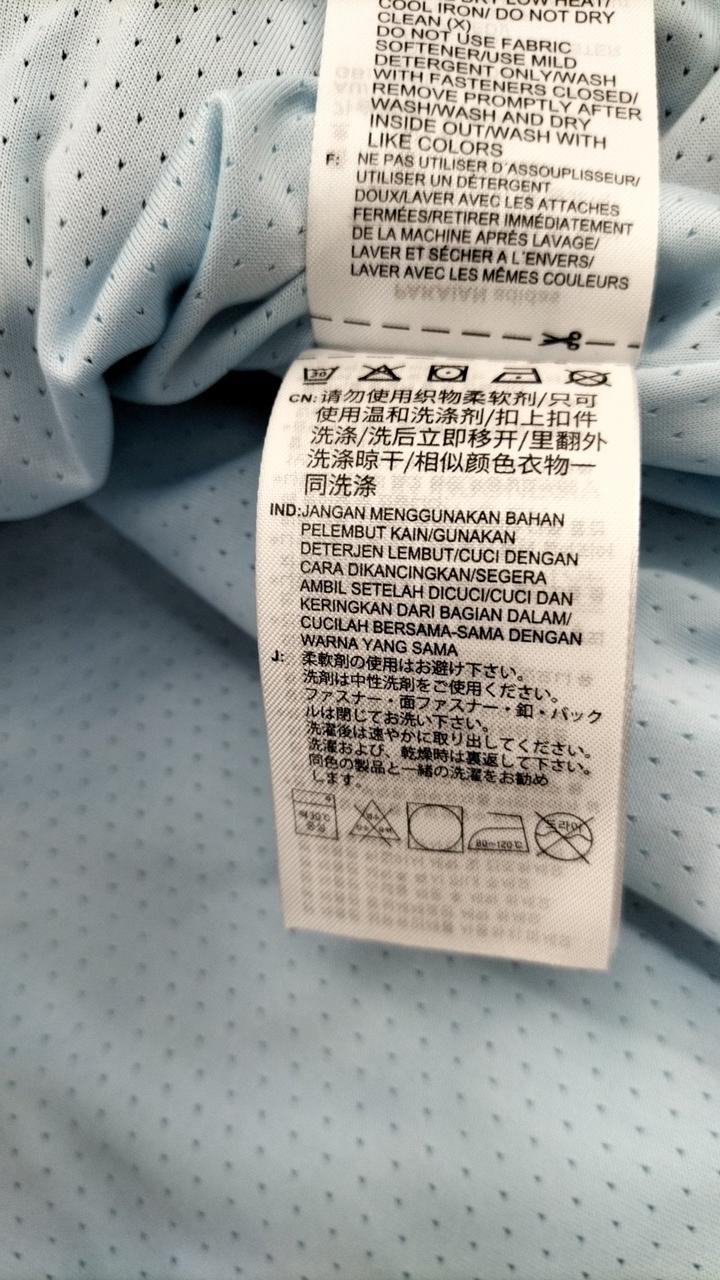 DRY LOW HEAT/
COOL IRON/ DO NOT DRY
CLEAN (X)
DO NOT USE FABRIC
SOFTENER/USE MILD
DETERGENT ONLY/WASH
WITH FASTENERS CLOSED/
REMOVE PROMPTLY AFTER
WASH/WASH AND DRY
INSIDE OUT/WASH WITH
LIKE COLORS
F: NE PAS UTILISER D´ASSOUPLISSEUR/
UTILISER UN DÉTERGENT
DOUX/LAVER AVEC LES ATTACHES
FERMÉES/RETIRER IMMÉDIATEMENT
DE LA MACHINE APRÈS LAVAGE/
LAVER ET SÉCHER A L´ENVERS/
LAVER AVEC LES MÊMES COULEURS
30
CN: 请勿使用织物柔软剂/只可
使用温和洗涤剂/扣上扣件
洗涤/洗后立即移开/里翻外
洗涤晾干/相似颜色衣物一
同洗涤
IND:JANGAN MENGGUNAKAN BAHAN
PELEMBUT KAIN/GUNAKAN
DETERJEN LEMBUT/CUCI DENGAN
CARA DIKANCINGKAN/SEGERA
AMBIL SETELAH DICUCI/CUCI DAN
KERINGKAN DARI BAGIAN DALAM/
CUCILAH BERSAMA-SAMA DENGAN
WARNA YANG SAMA
J: 柔軟剤の使用はお避け下さい。
洗剤は中性洗剤をご使用ください。
ファスナー・面ファスナー・釦・バック
ルは閉じてお洗い下さい。
洗濯後は速やかに取り出してください。
洗濯および、乾燥時は裏返して下さい。
同色の製品と一緒の洗濯をお勧め
します。
약30℃
중성
80~120℃
드라이